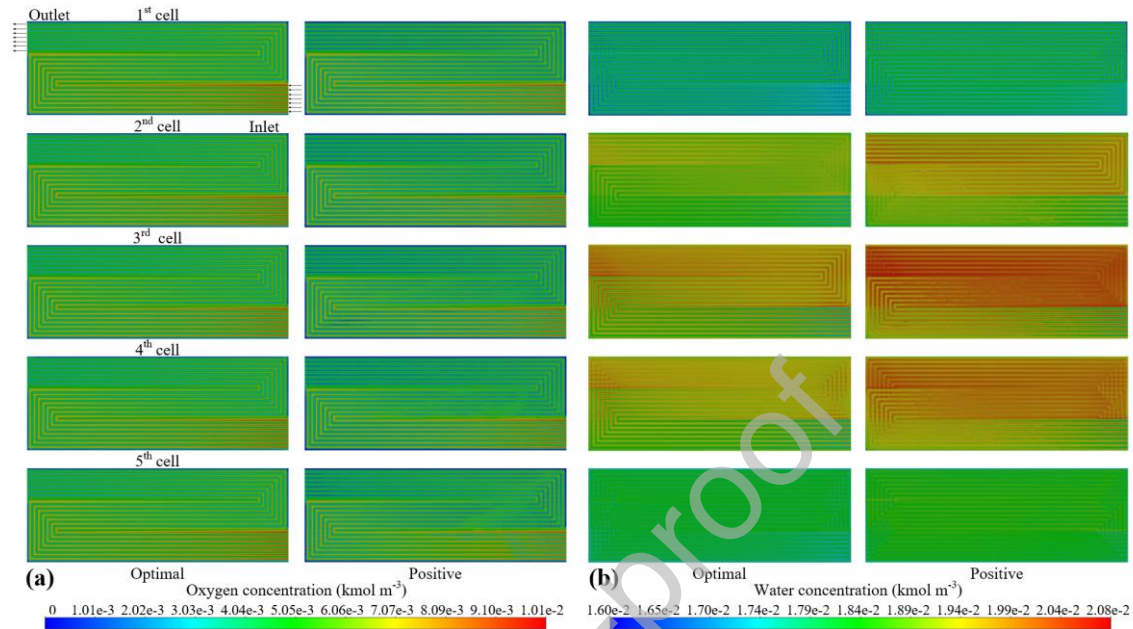 Outlet 1st cell
2nd cell Inlet
3rd cell
4th cell
5th cell
(a) Optimal Positive (b) Optimal Positive
Oxygen concentration (kmol m-3) Water concentration (kmol m-3)
0 1.01e-3 2.02e-3 3.03e-3 4.04e-3 5.05e-3 6.06e-3 7.07e-3 8.09e-3 9.10e-3 1.01e-2 1.60e-2 1.65e-2 1.70e-2 1.74e-2 1.79e-2 1.84e-2 1.89e-2 1.94e-2 1.99e-2 2.04e-2 2.08e-2
proof